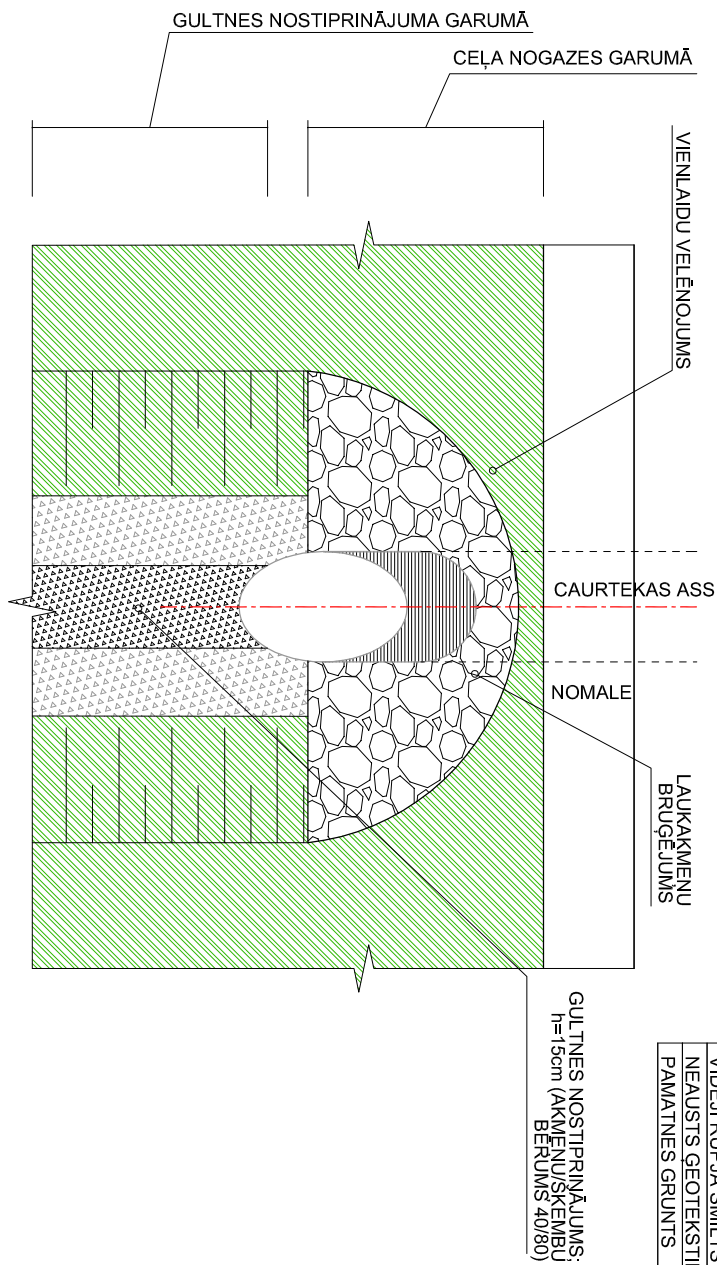 GULTNES NOSTIPRINĀJUMA GARUMĀ
CEĻA NOGAZES GARUMĀ
VIENLAIDU VELĒNOJUMS
CAURTEKAS ASS
NOMALE
LAUKAKMEŅU
BRUĢĒJUMS
GULTNES NOSTIPRINĀJUMS;
h=15cm (AKMEŅU/ŠĶEMBU
BĒRUMS 40/80)
NEAUSTS ĢEOTEKSTIL
PAMATNES GRUNTS